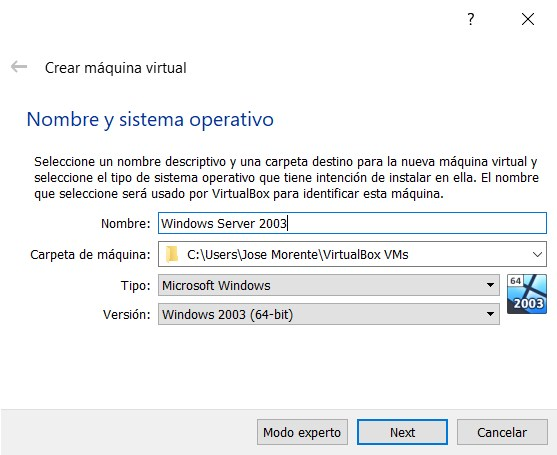 ?
Crear máquina virtual
Nombre y sistema operativo
Seleccione un nombre descriptivo y una carpeta destino para la nueva máquina virtual y
seleccione el tipo de sistema operativo que tiene intención de instalar en ella. El nombre
que seleccione será usado por VirtualBox para identificar esta máquina.
Nombre: Windows Server 2003
Carpeta de máquina: C:\Users\Jose Morente\VirtualBox VMs
Tipo: Microsoft Windows
64
Versión: Windows 2003 (64-bit)
2003
Modo experto Next Cancelar